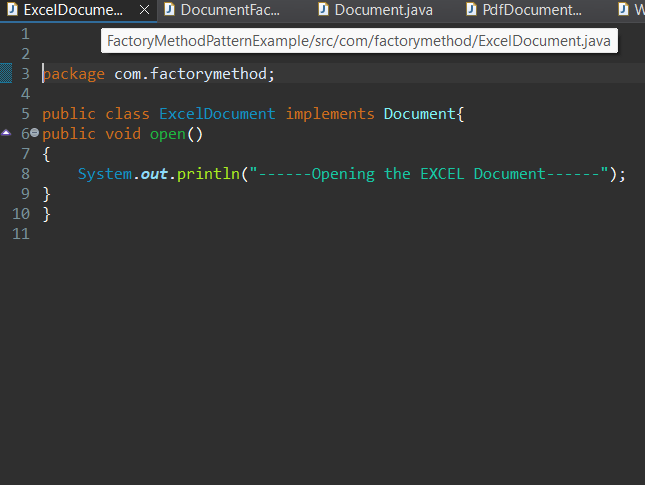 ExcelDocume... DocumentFac... Document.java PdfDocument... W
FactoryMethodPatternExample/src/com/factorymethod/ExcelDocument.java
1
2
3 package com.factorymethod;
4
5 public class ExcelDocument implements Document{
6 public void open()
7 {
8 System.out.println("------Opening the EXCEL Document------");
9 }
10 }
11